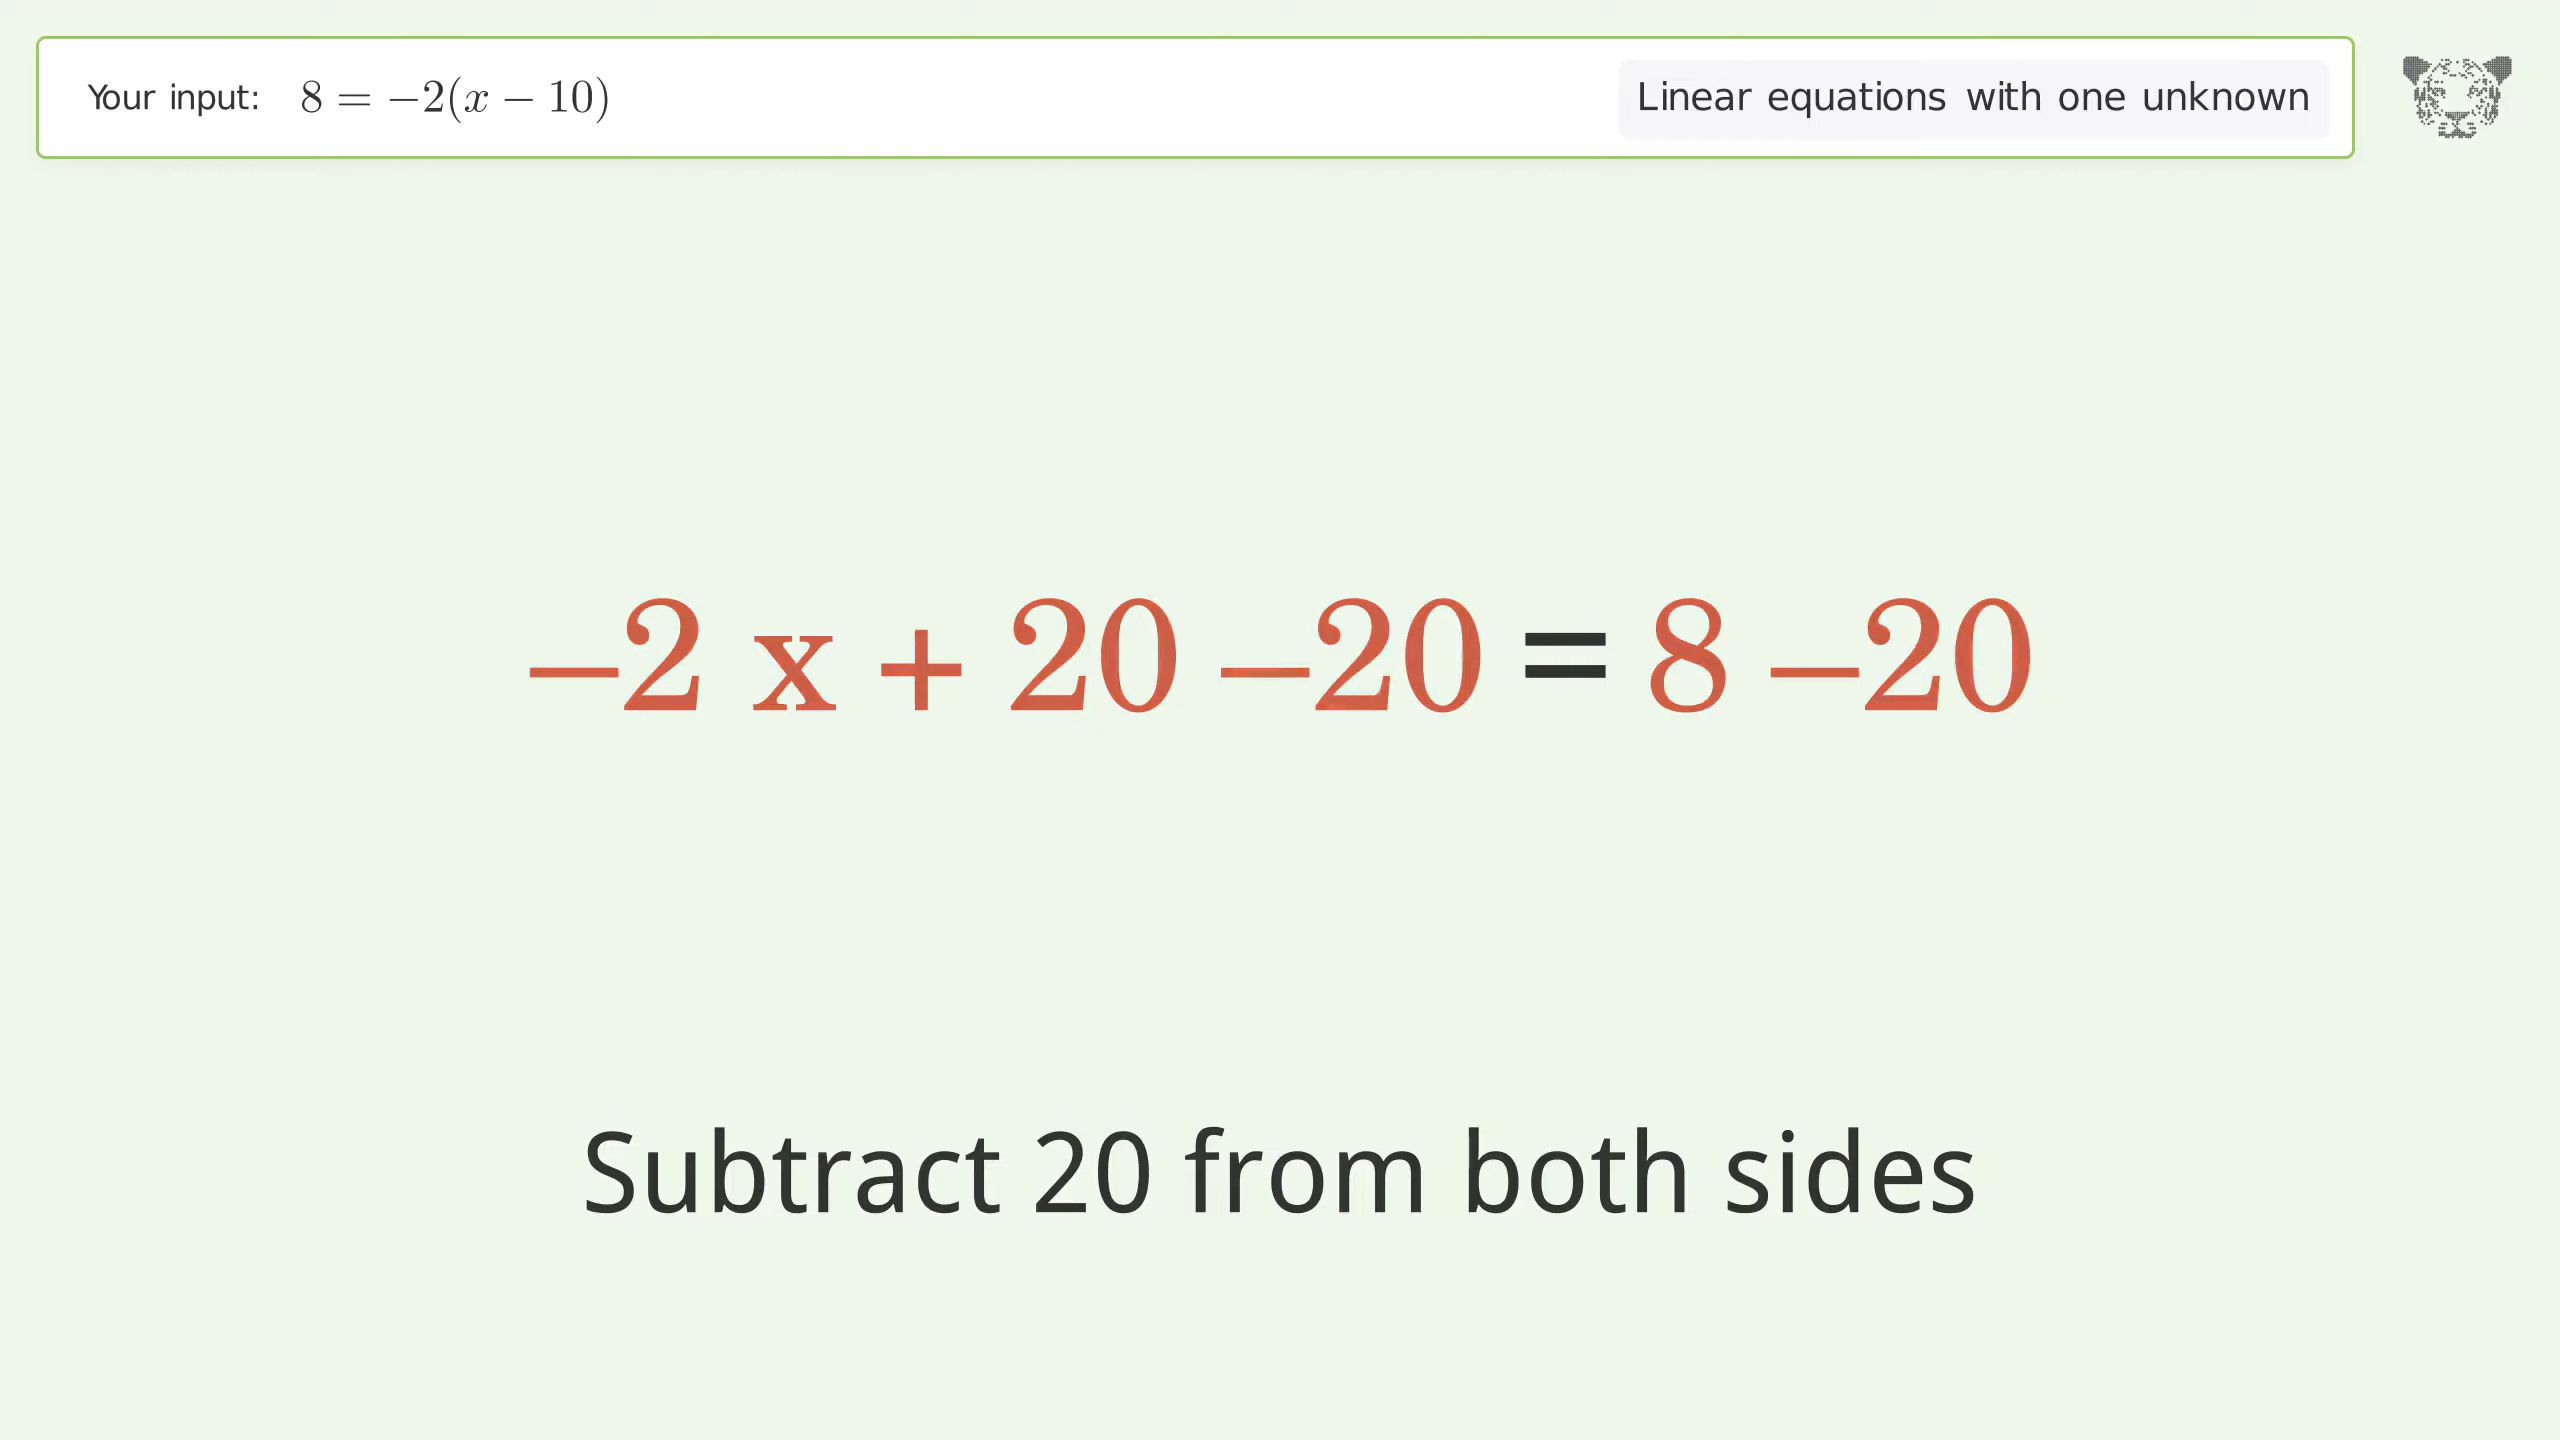 Your input: 8 = −2(x − 10)
Linear equations with one unknown
−2 x + 20 −20 = 8 −20
Subtract 20 from both sides